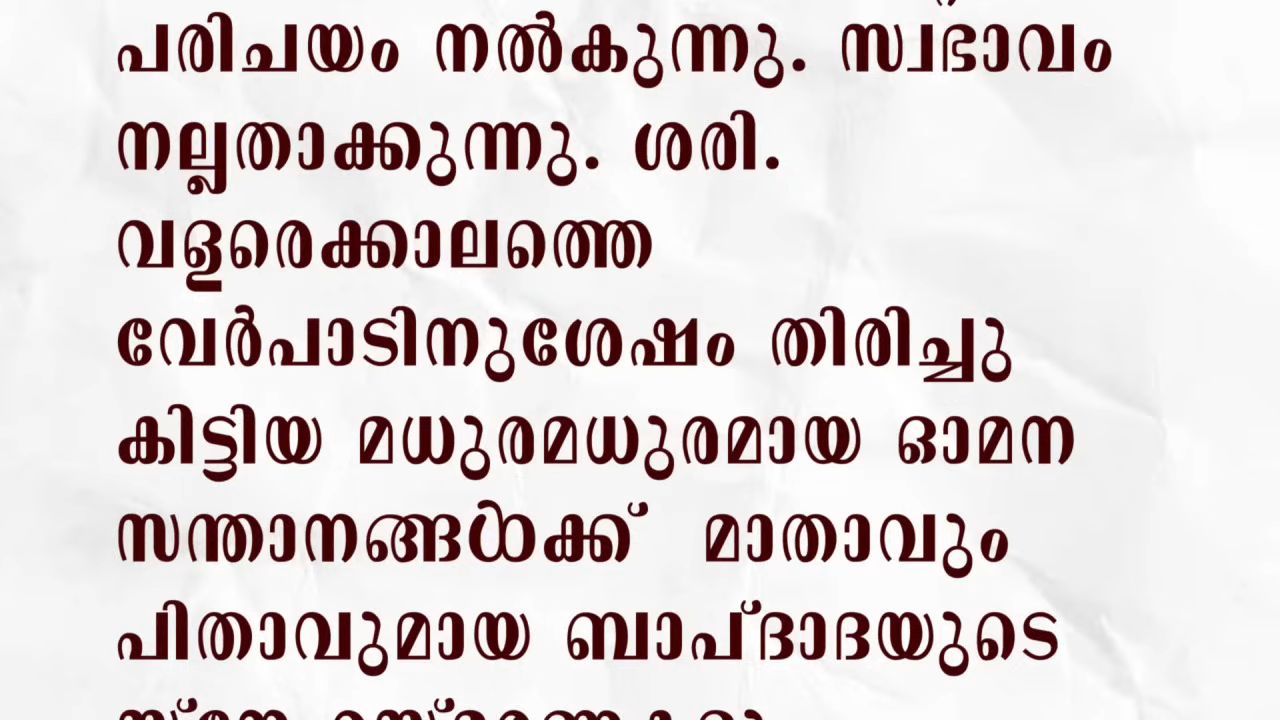 പരിചയം നൽകുന്നു. സ്വഭാവം
നല്ലതാക്കുന്നു. ശരി.
വളരെക്കാലത്തെ
വേർപാടിനുശേഷം തിരിച്ചു
കിട്ടിയ മധുരമധുരമായ ഓമന
സന്താനങ്ങൾക്ക് മാതാവും
പിതാവുമായ ബാപ്ദാദയുടെ